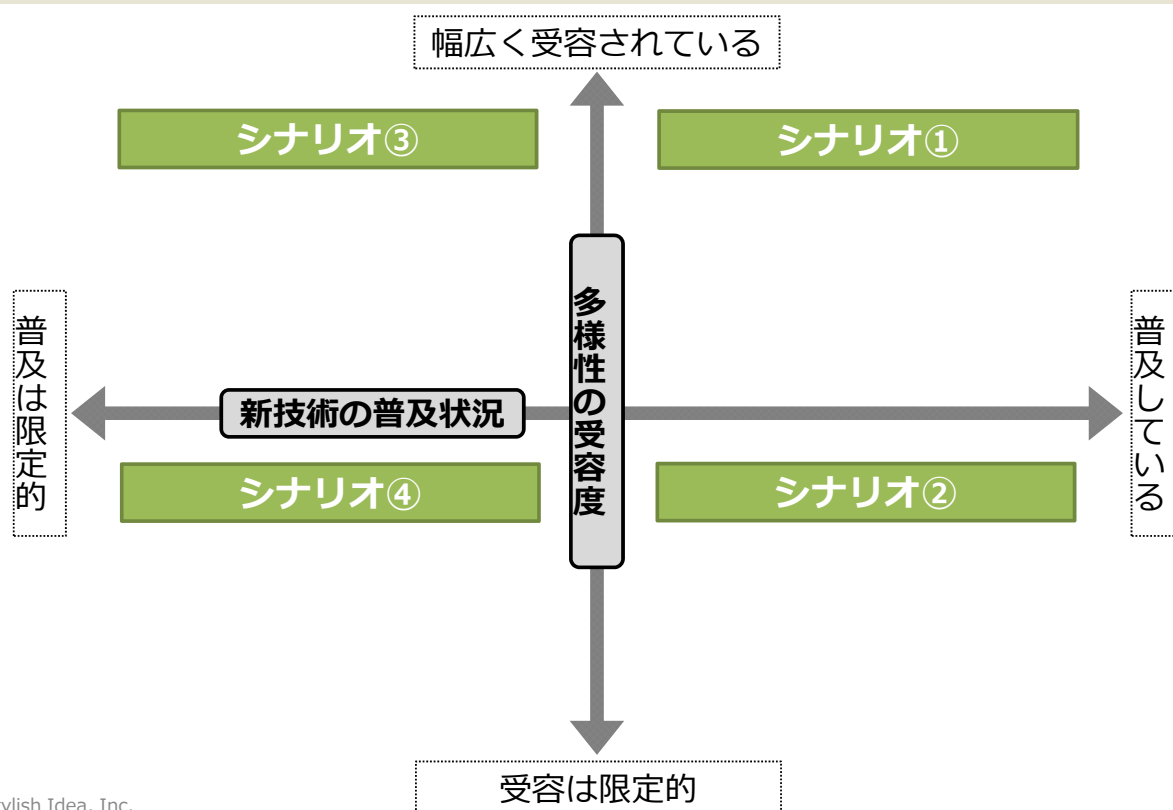 幅広く受容されている
シナリオ③
シナリオ①
多様性の受容度
普及は限定的
普及している
新技術の普及状況
シナリオ④
シナリオ②
受容は限定的
ylish Idea, Inc.